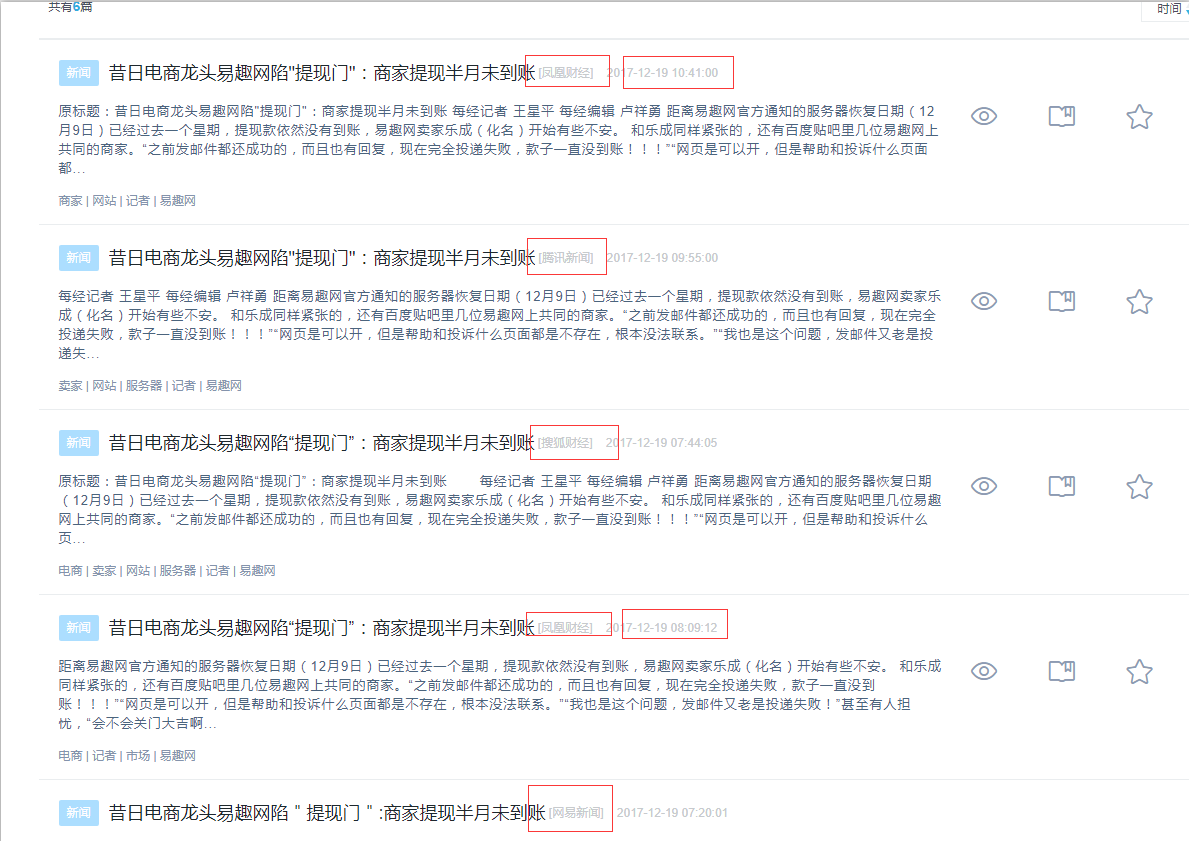 共有6篇
时间
新闻 昔日电商龙头易趣网陷"提现门"：商家提现半月未到账 [凤凰财经] 2017-12-19 10:41:00
原标题：昔日电商龙头易趣网陷"提现门"：商家提现半月未到账 每经记者 王星平 每经编辑 卢祥勇 距离易趣网官方通知的服务器恢复日期（12
月9日）已经过去一个星期，提现款依然没有到账，易趣网卖家乐成（化名）开始有些不安。 和乐成同样紧张的，还有百度贴吧里几位易趣网上
共同的商家。“之前发邮件都还成功的，而且也有回复，现在完全投递失败，款子一直没到账！！！”“网页是可以开，但是帮助和投诉什么页面
都...
商家 | 网站 | 记者 | 易趣网
新闻 昔日电商龙头易趣网陷"提现门"：商家提现半月未到账 [腾讯新闻] 2017-12-19 09:55:00
每经记者 王星平 每经编辑 卢祥勇 距离易趣网官方通知的服务器恢复日期（12月9日）已经过去一个星期，提现款依然没有到账，易趣网卖家乐
成（化名）开始有些不安。 和乐成同样紧张的，还有百度贴吧里几位易趣网上共同的商家。“之前发邮件都还成功的，而且也有回复，现在完全
投递失败，款子一直没到账！！！”“网页是可以开，但是帮助和投诉什么页面都是不存在，根本没法联系。”“我也是这个问题，发邮件又老是投
递失...
卖家 | 网站 | 服务器 | 记者 | 易趣网
新闻 昔日电商龙头易趣网陷“提现门”：商家提现半月未到账 [搜狐财经] 2017-12-19 07:44:05
原标题：昔日电商龙头易趣网陷“提现门”：商家提现半月未到账 每经记者 王星平 每经编辑 卢祥勇 距离易趣网官方通知的服务器恢复日期
（12月9日）已经过去一个星期，提现款依然没有到账，易趣网卖家乐成（化名）开始有些不安。 和乐成同样紧张的，还有百度贴吧里几位易趣
网上共同的商家。“之前发邮件都还成功的，而且也有回复，现在完全投递失败，款子一直没到账！！！”“网页是可以开，但是帮助和投诉什么
页...
电商 | 卖家 | 网站 | 服务器 | 记者 | 易趣网
新闻 昔日电商龙头易趣网陷“提现门”：商家提现半月未到账 [凤凰财经] 2017-12-19 08:09:12
距离易趣网官方通知的服务器恢复日期（12月9日）已经过去一个星期，提现款依然没有到账，易趣网卖家乐成（化名）开始有些不安。 和乐成
同样紧张的，还有百度贴吧里几位易趣网上共同的商家。“之前发邮件都还成功的，而且也有回复，现在完全投递失败，款子一直没到
账！！！”“网页是可以开，但是帮助和投诉什么页面都是不存在，根本没法联系。”“我也是这个问题，发邮件又老是投递失败！”甚至有人担
忧，“会不会关门大吉啊...
电商 | 记者 | 市场 | 易趣网
新闻 昔日电商龙头易趣网陷＂提现门＂:商家提现半月未到账 [网易新闻] 2017-12-19 07:20:01